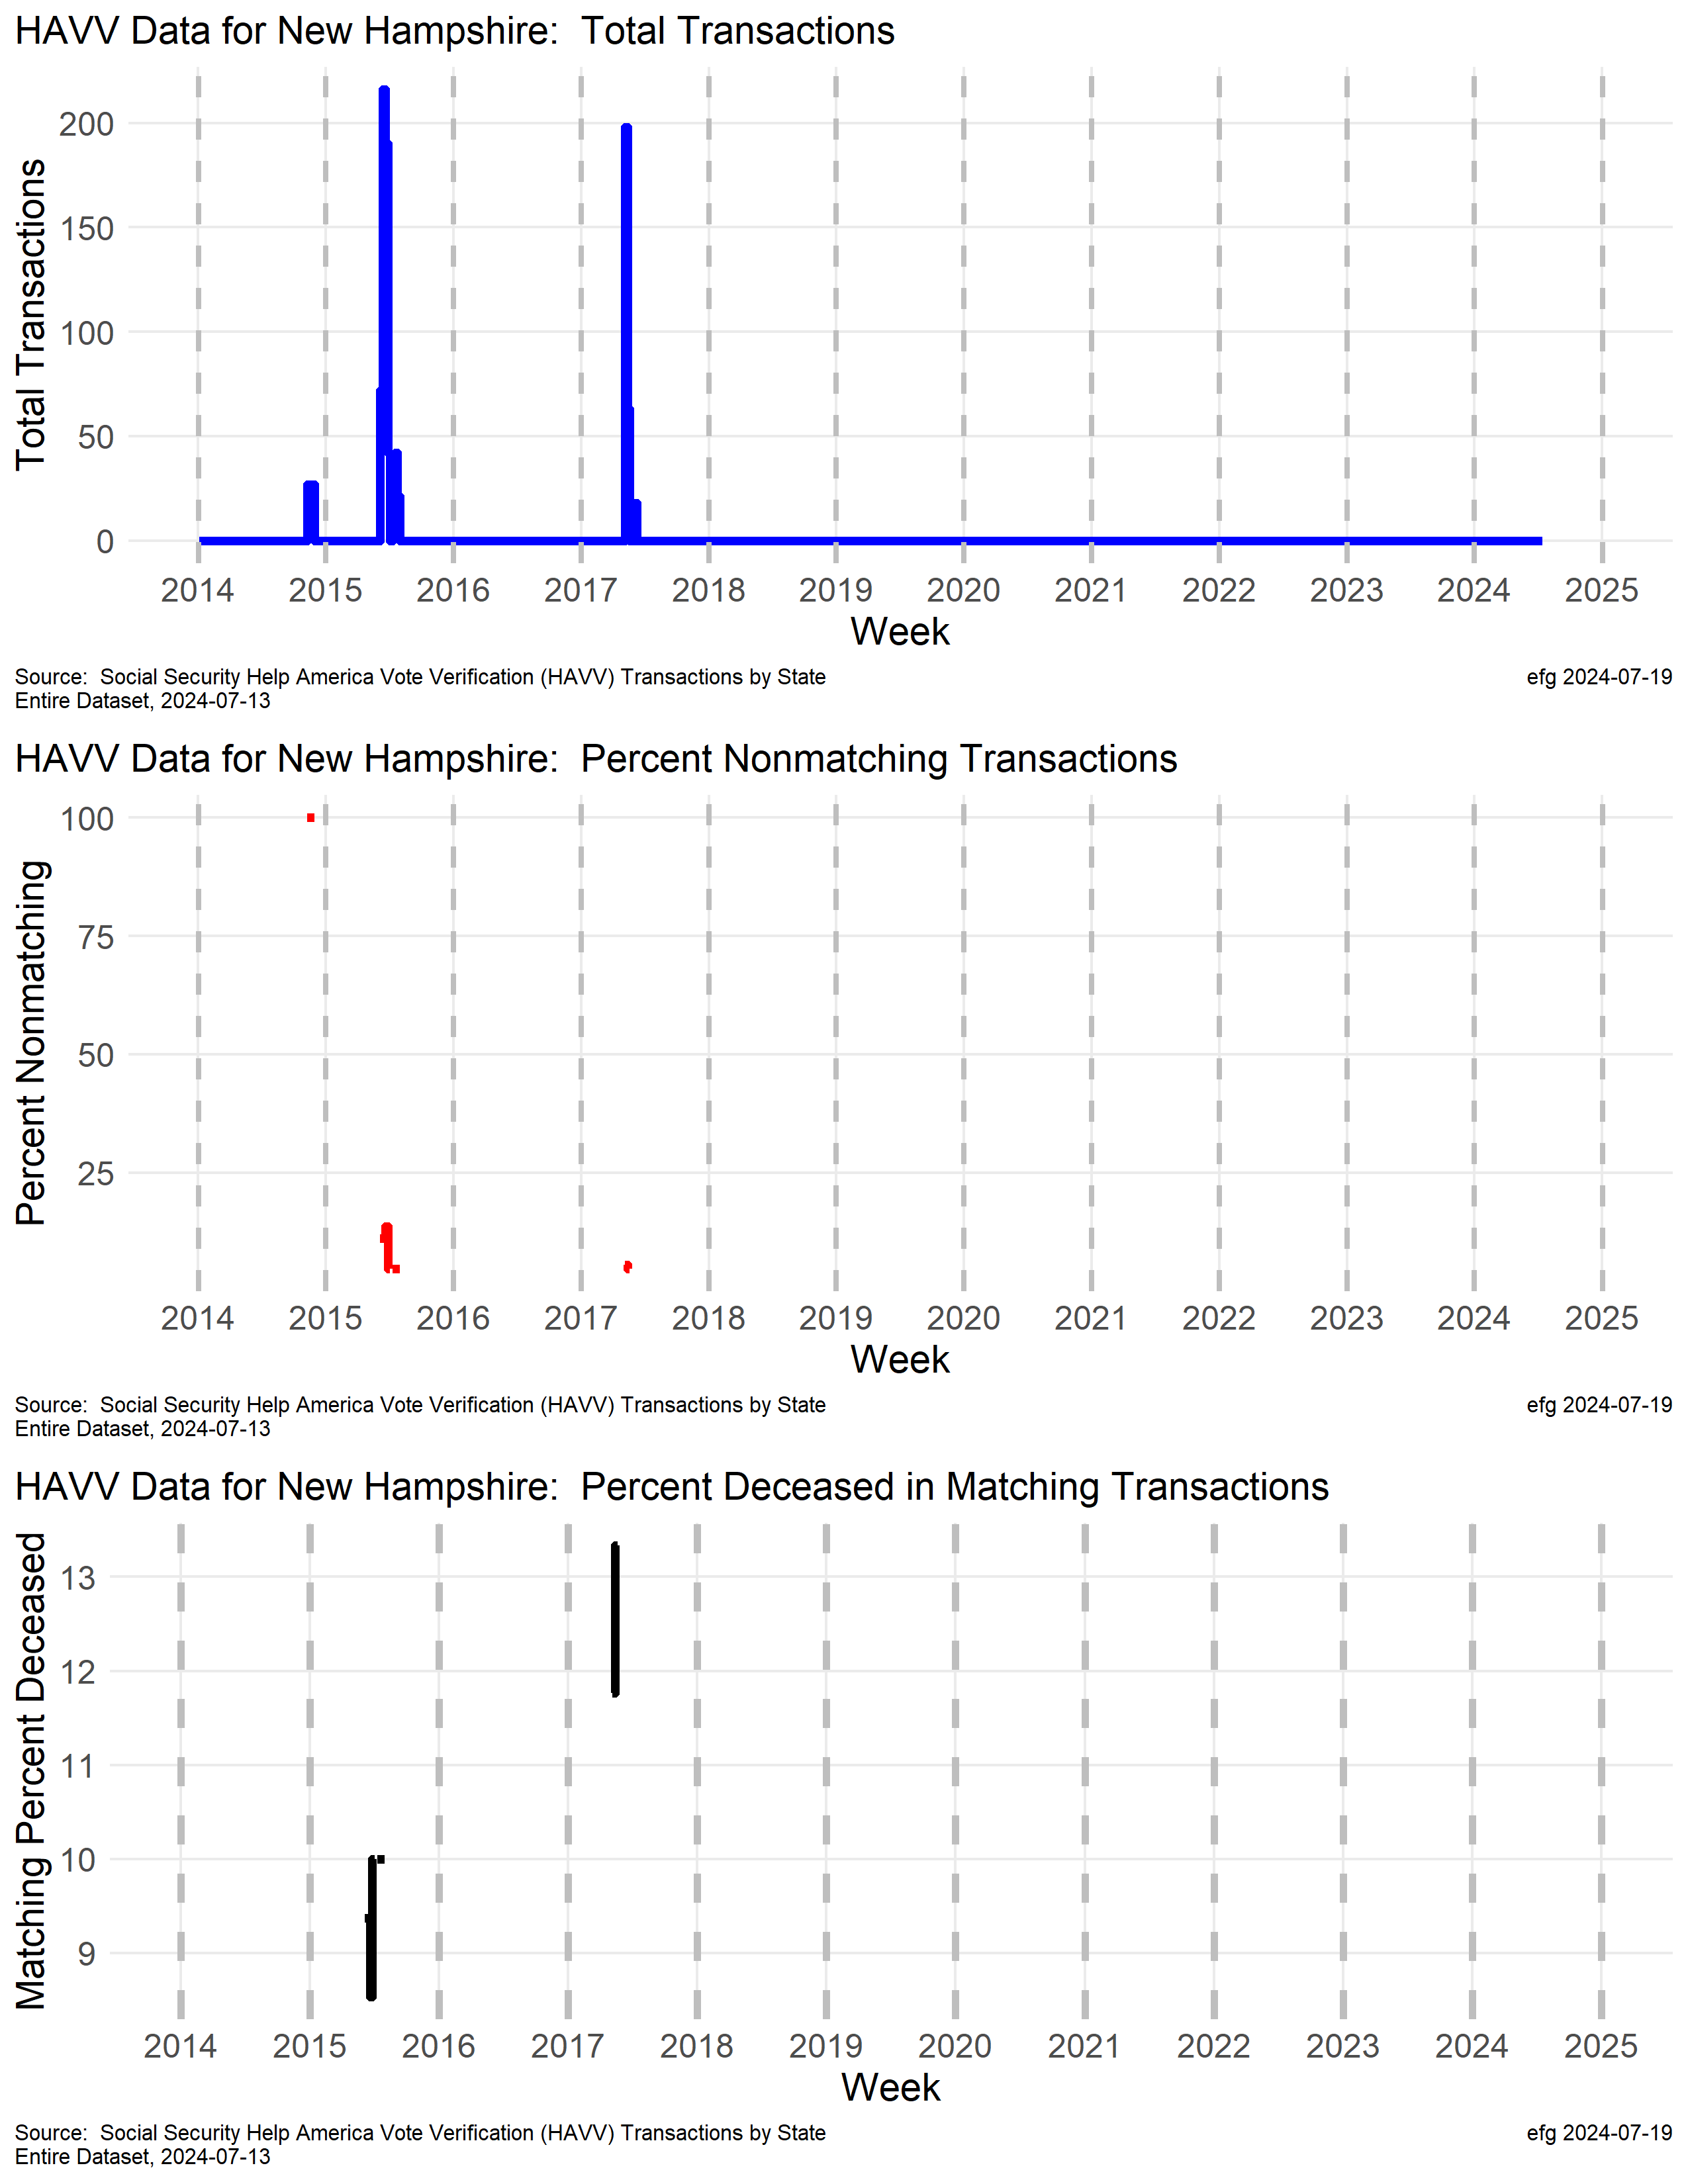 HAVV Data for New Hampshire:  Total Transactions
Total Transactions
200
150
100
50
0
2014 2015 2016 2017 2018 2019 2020 2021 2022 2023 2024 2025
Week
Source:  Social Security Help America Vote Verification (HAVV) Transactions by State
Entire Dataset, 2024-07-13
efg 2024-07-19
HAVV Data for New Hampshire:  Percent Nonmatching Transactions
Percent Nonmatching
100
75
50
25
2014 2015 2016 2017 2018 2019 2020 2021 2022 2023 2024 2025
Week
Source:  Social Security Help America Vote Verification (HAVV) Transactions by State
Entire Dataset, 2024-07-13
efg 2024-07-19
HAVV Data for New Hampshire:  Percent Deceased in Matching Transactions
Matching Percent Deceased
13
12
11
10
9
2014 2015 2016 2017 2018 2019 2020 2021 2022 2023 2024 2025
Week
Source:  Social Security Help America Vote Verification (HAVV) Transactions by State
Entire Dataset, 2024-07-13
efg 2024-07-19